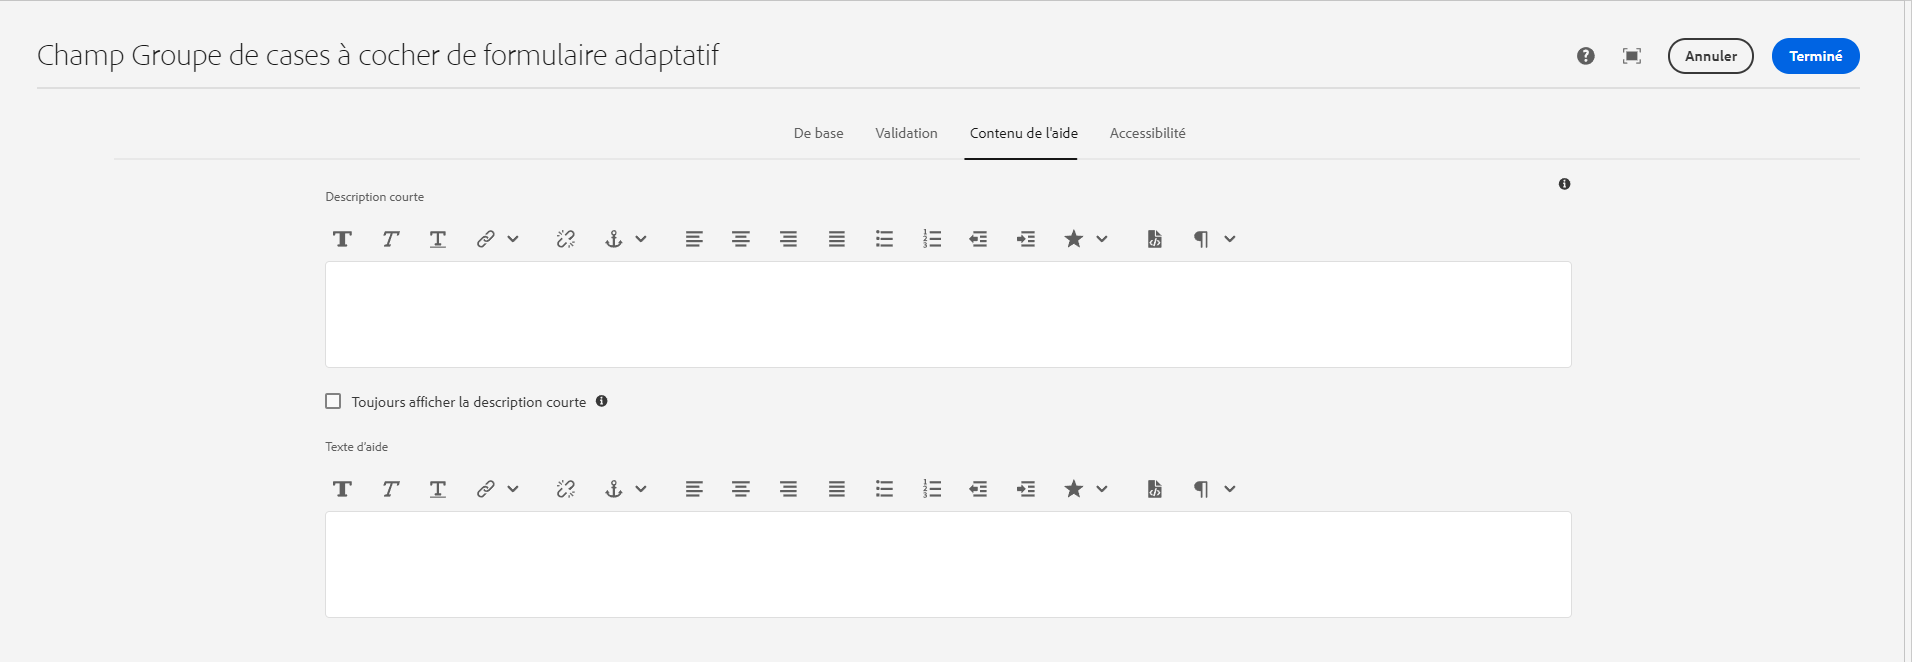 Champ Groupe de cases à cocher de formulaire adaptatif
Annuler
Terminé
De base
Validation
Contenu de l'aide
Accessibilité
Description courte
Toujours afficher la description courte
Texte d'aide